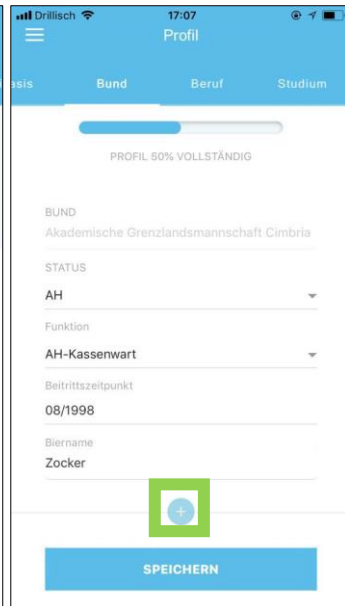 Drillisch 17:07
Profil
asis Bund Beruf Studium
PROFIL 50% VOLLSTÄNDIG
BUND
Akademische Grenzlandsmannschaft Cimbria
STATUS
AH
Funktion
AH-Kassenwart
Beitrittszeitpunkt
08/1998
Biername
Zocker
+
SPEICHERN